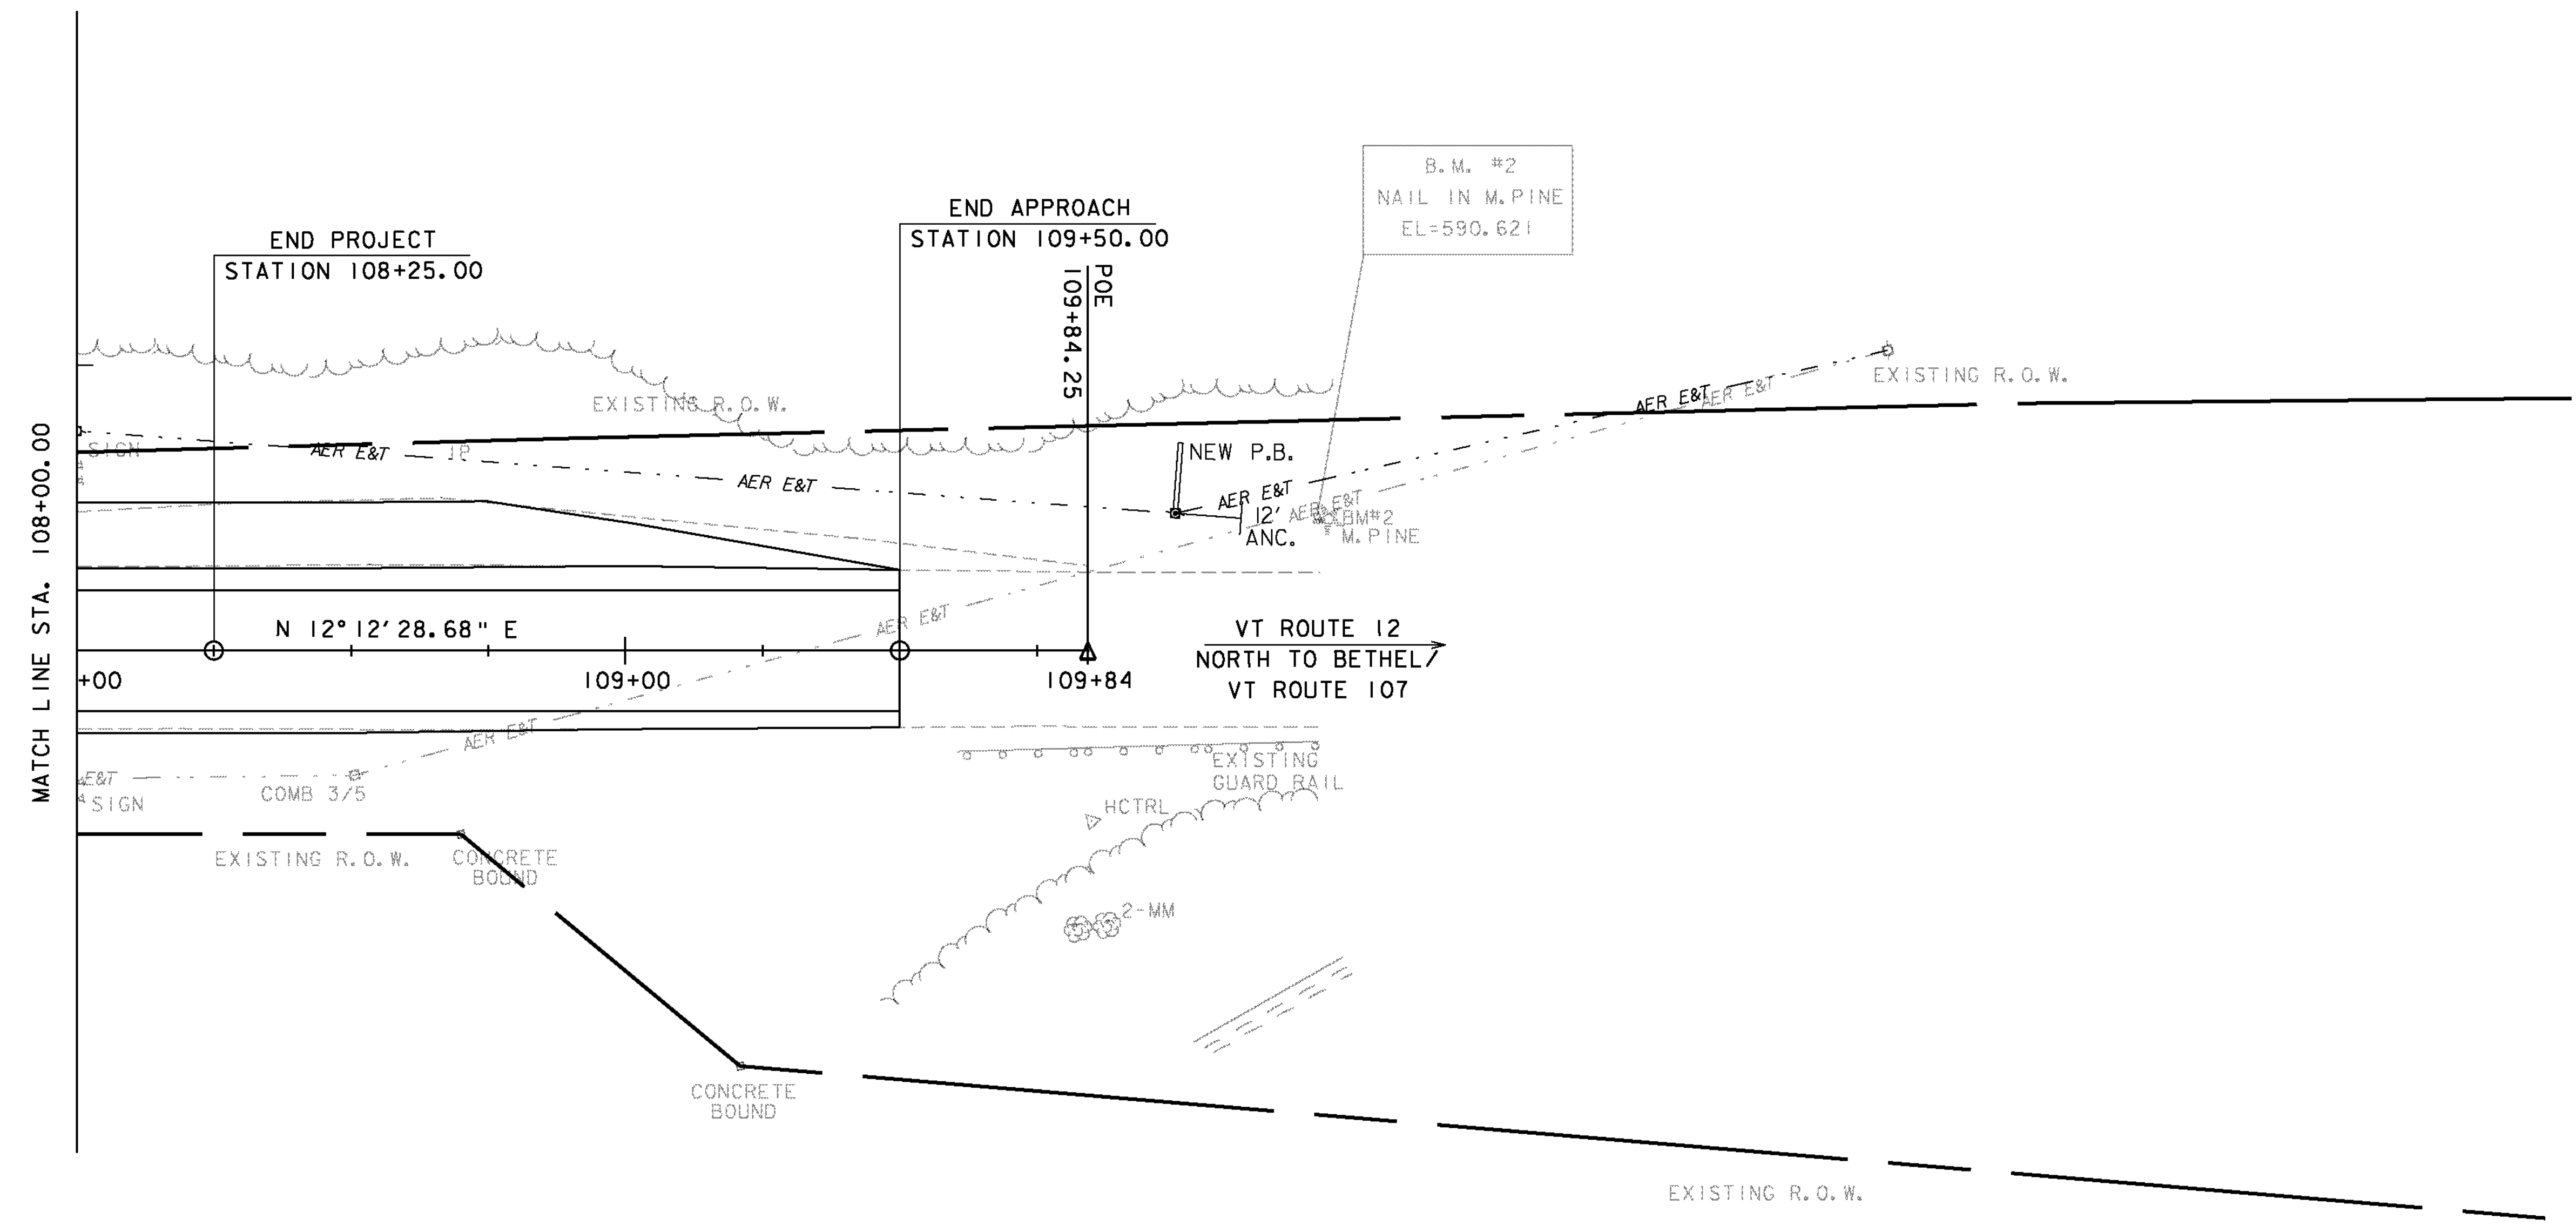 B.M. #2
NAIL IN M.PINE
EL=590.621
END APPROACH
STATION 109+50.00
END PROJECT
STATION 108+25.00
POE
109+84.25
EXISTING R.O.W.
EXISTING R.O.W.
AER E&T
AER E&T
SIGN
AER E&T
IP
NEW P.B.
AER E&T
AER E&T
12'
ANC.
AER E&T
AER E&T
BM#2
M.PINE
MATCH LINE STA. 108+00.00
AER E&T
N 12°12'28.68" E
VT ROUTE 12
NORTH TO BETHEL/
VT ROUTE 107
+00
109+00
109+84
AER E&T
EXISTING
GUARD RAIL
E&T
SIGN
COMB 3/5
HCTRL
EXISTING R.O.W.
CONCRETE
BOUND
2-MM
CONCRETE
BOUND
EXISTING R.O.W.